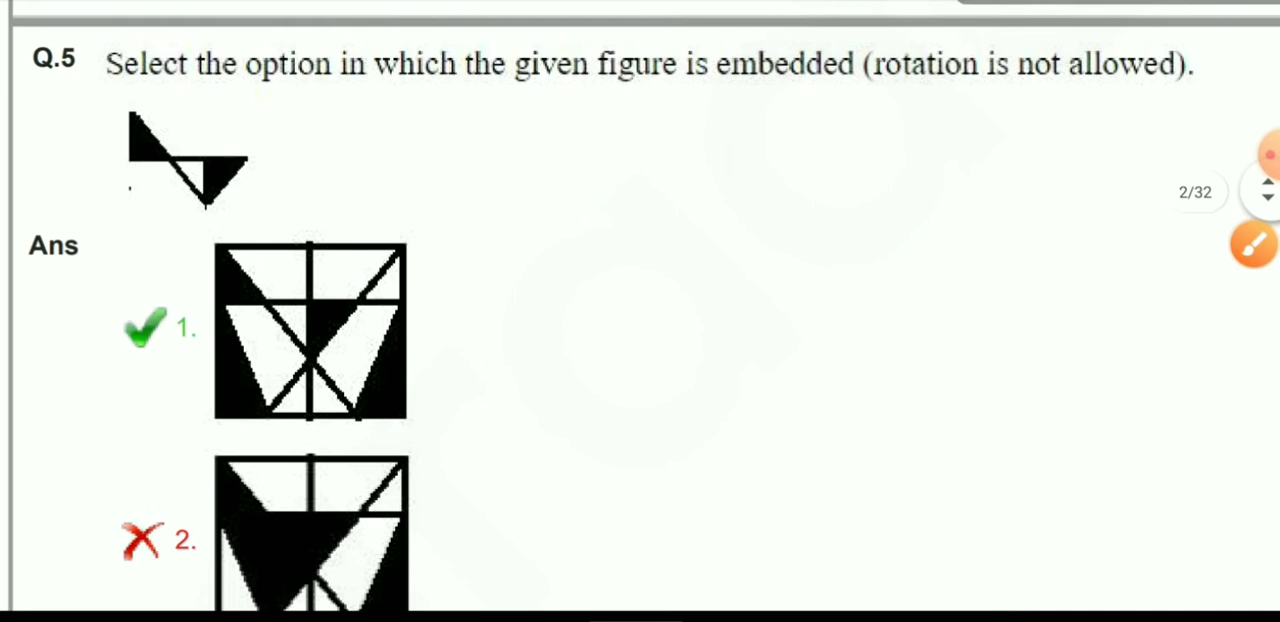 Q.5 Select the option in which the given figure is embedded (rotation is not allowed).
2/32
Ans
1.
2.